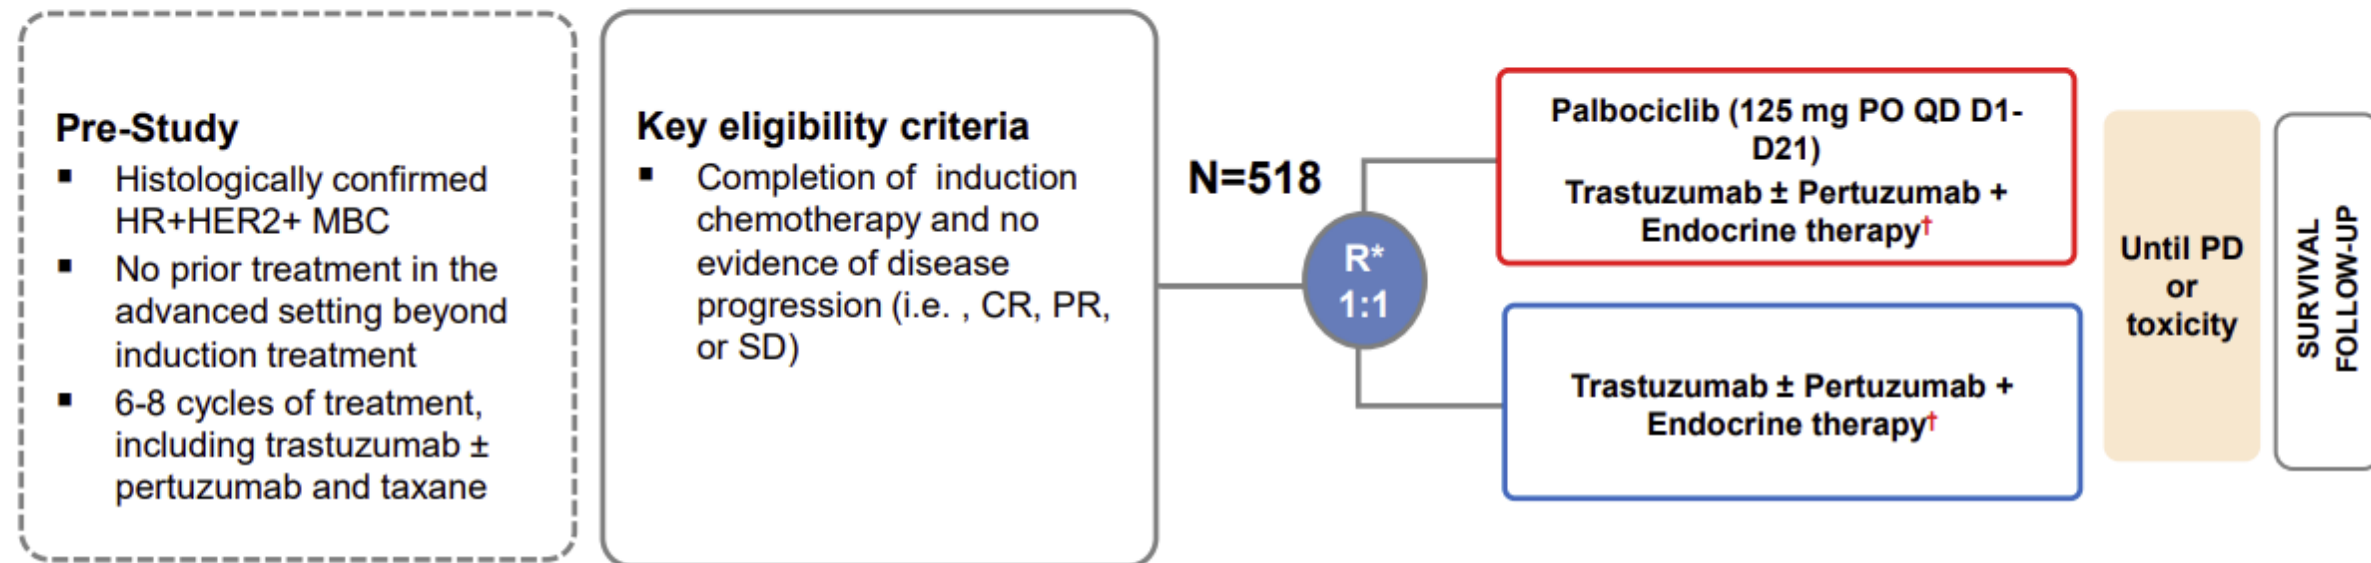 Pre-Study
▪ Histologically confirmed
HR+HER2+ MBC
▪ No prior treatment in the
advanced setting beyond
induction treatment
▪ 6-8 cycles of treatment,
including trastuzumab ±
pertuzumab and taxane
Key eligibility criteria
▪ Completion of induction
chemotherapy and no
evidence of disease
progression (i.e. , CR, PR,
or SD)
N=518
R*
1:1
Palbociclib (125 mg PO QD D1-
D21)
Trastuzumab ± Pertuzumab +
Endocrine therapy†
Trastuzumab ± Pertuzumab +
Endocrine therapy†
Until PD
or
toxicity
SURVIVAL
FOLLOW-UP